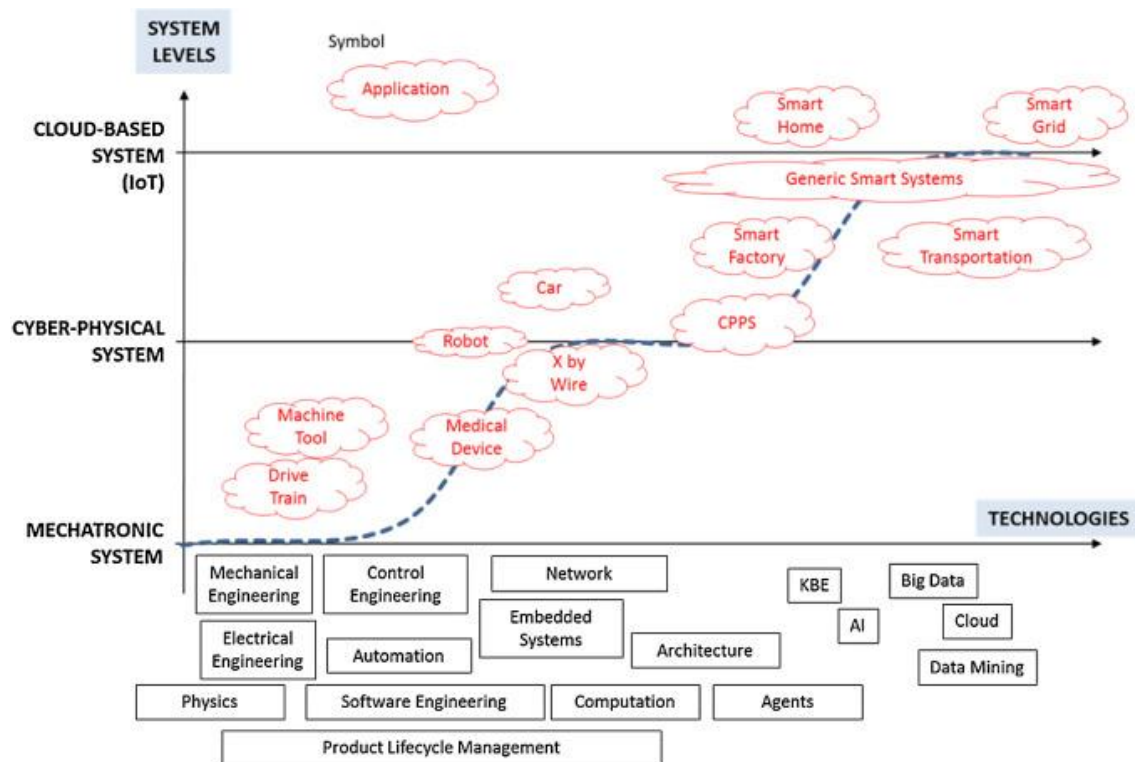 SYSTEM
LEVELS
Symbol
Application
CLOUD-BASED
SYSTEM
(IoT)
Smart
Home
Smart
Grid
Generic Smart Systems
Smart
Factory
Smart
Transportation
Car
CYBER-PHYSICAL
SYSTEM
Robot
CPPS
X by
Wire
Machine
Tool
Medical
Device
Drive
Train
MECHATRONIC
SYSTEM
TECHNOLOGIES
Mechanical
Engineering
Control
Engineering
Network
KBE
Big Data
Electrical
Engineering
Automation
Embedded
Systems
Architecture
AI
Cloud
Data Mining
Physics
Software Engineering
Computation
Agents
Product Lifecycle Management